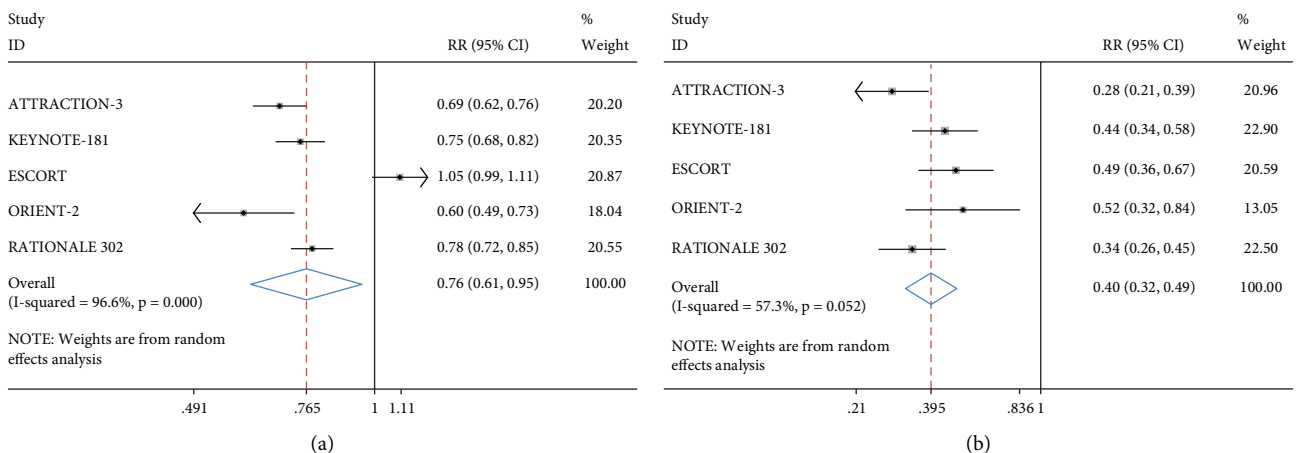 Study %
ID RR (95% CI) Weight
ATTRACTION-3 0.69 (0.62, 0.76) 20.20
KEYNOTE-181 0.75 (0.68, 0.82) 20.35
ESCORT 1.05 (0.99, 1.11) 20.87
ORIENT-2 0.60 (0.49, 0.73) 18.04
RATIONALE 302 0.78 (0.72, 0.85) 20.55
Overall
(I-squared = 96.6%, p = 0.000) 0.76 (0.61, 0.95) 100.00
NOTE: Weights are from random
effects analysis
.491 .765 1 1.11
(a)
Study %
ID RR (95% CI) Weight
ATTRACTION-3 0.28 (0.21, 0.39) 20.96
KEYNOTE-181 0.44 (0.34, 0.58) 22.90
ESCORT 0.49 (0.36, 0.67) 20.59
ORIENT-2 0.52 (0.32, 0.84) 13.05
RATIONALE 302 0.34 (0.26, 0.45) 22.50
Overall 0.40 (0.32, 0.49) 100.00
(I-squared = 57.3%, p = 0.052)
NOTE: Weights are from random
effects analysis
.21 .395 .836 1
(b)